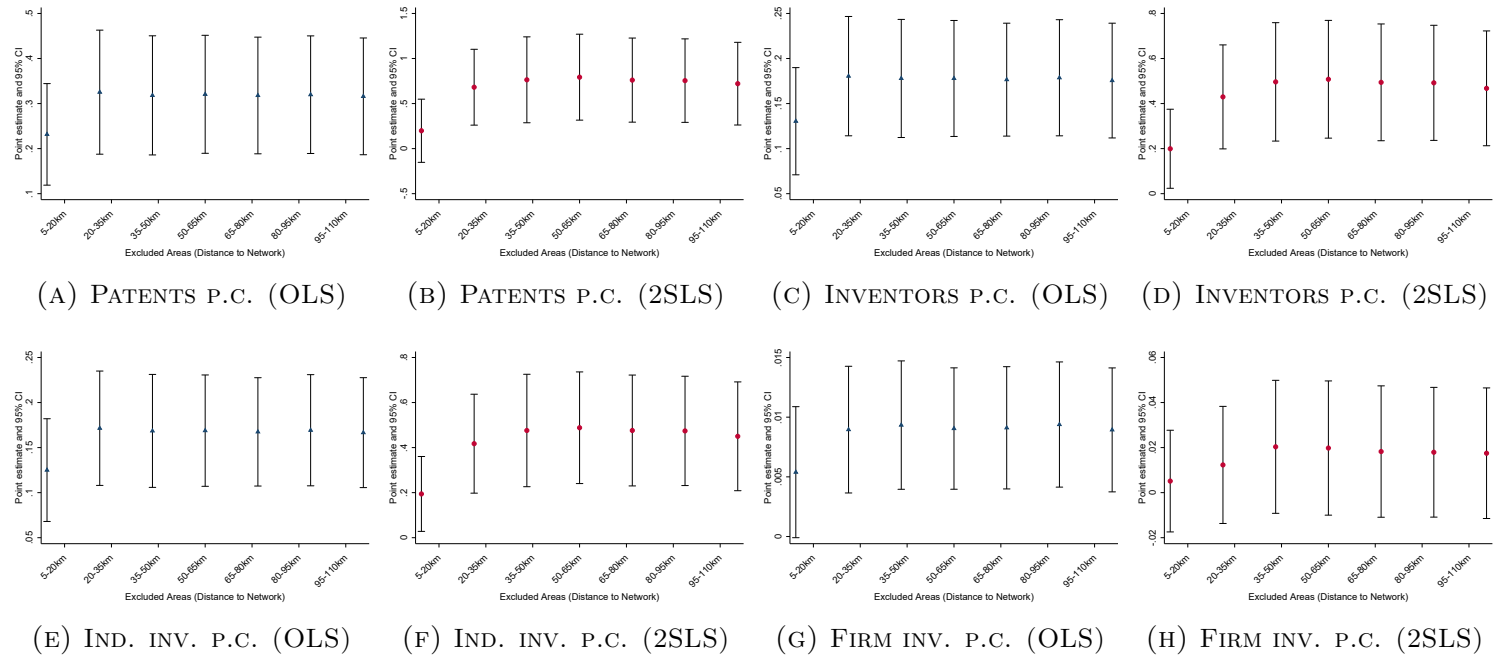 Point estimate and 95% CI
.1 .2 .3 .4 .5
5-20km 20-35km 35-50km 50-65km 65-80km 80-95km 95-110km
Excluded Areas (Distance to Network)
(A) Patents p.c. (OLS)
Point estimate and 95% CI
-.5 0 .5 1 1.5
5-20km 20-35km 35-50km 50-65km 65-80km 80-95km 95-110km
Excluded Areas (Distance to Network)
(B) Patents p.c. (2SLS)
Point estimate and 95% CI
.05 .1 .15 .2 .25
5-20km 20-35km 35-50km 50-65km 65-80km 80-95km 95-110km
Excluded Areas (Distance to Network)
(C) Inventors p.c. (OLS)
Point estimate and 95% CI
0 .2 .4 .6 .8
5-20km 20-35km 35-50km 50-65km 65-80km 80-95km 95-110km
Excluded Areas (Distance to Network)
(D) Inventors p.c. (2SLS)
Point estimate and 95% CI
.05 .1 .15 .2 .25
5-20km 20-35km 35-50km 50-65km 65-80km 80-95km 95-110km
Excluded Areas (Distance to Network)
(E) Ind. inv. p.c. (OLS)
Point estimate and 95% CI
0 .2 .4 .6 .8
5-20km 20-35km 35-50km 50-65km 65-80km 80-95km 95-110km
Excluded Areas (Distance to Network)
(F) Ind. inv. p.c. (2SLS)
Point estimate and 95% CI
0 .005 .01 .015
5-20km 20-35km 35-50km 50-65km 65-80km 80-95km 95-110km
Excluded Areas (Distance to Network)
(G) Firm inv. p.c. (OLS)
Point estimate and 95% CI
-.02 0 .02 .04 .06
5-20km 20-35km 35-50km 50-65km 65-80km 80-95km 95-110km
Excluded Areas (Distance to Network)
(H) Firm inv. p.c. (2SLS)